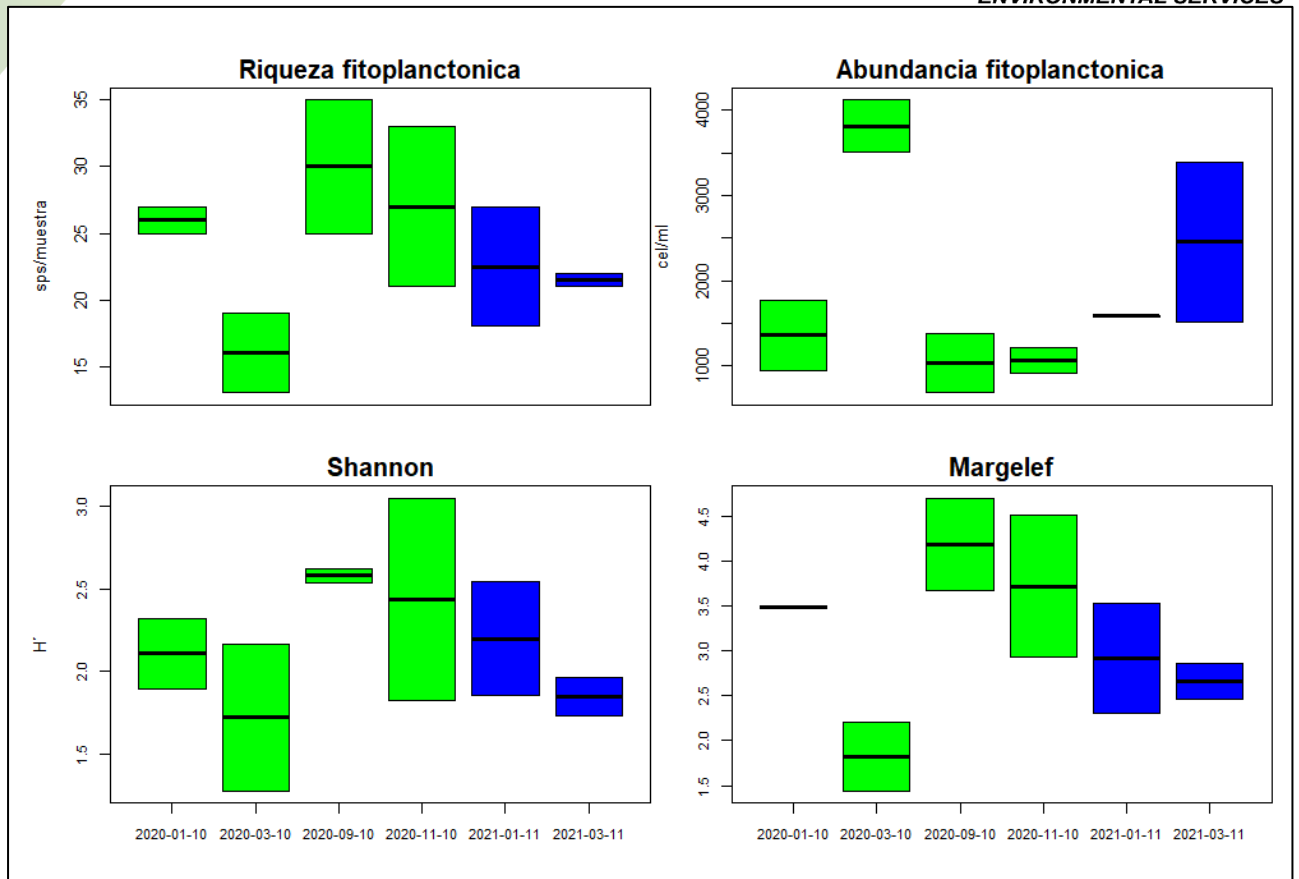 ENVIRONMENTAL SERVICES
Riqueza fitoplanctonica
35
30
25
20
15
sps/muestra
Abundancia fitoplanctonica
4000
3000
2000
1000
cel/ml
Shannon
3.0
2.5
2.0
1.5
H´
2020-01-10 2020-03-10 2020-09-10 2020-11-10 2021-01-11 2021-03-11
Margelef
4.5
4.0
3.5
3.0
2.5
2.0
1.5
2020-01-10 2020-03-10 2020-09-10 2020-11-10 2021-01-11 2021-03-11